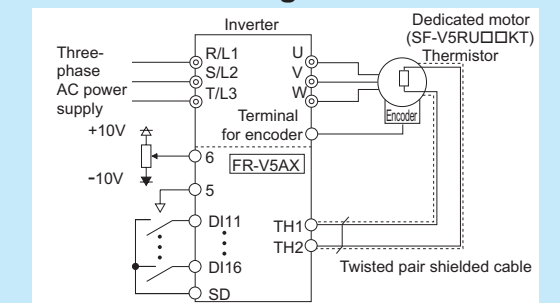 Inverter
Dedicated motor
(SF-V5RU□□KT)
Thermistor
Three-
phase
AC power
supply
R/L1
S/L2
T/L3
U
V
W
Encoder
Terminal
for encoder
+10V
-10V
6
FR-V5AX
5
DI11
DI16
SD
TH1
TH2
Twisted pair shielded cable